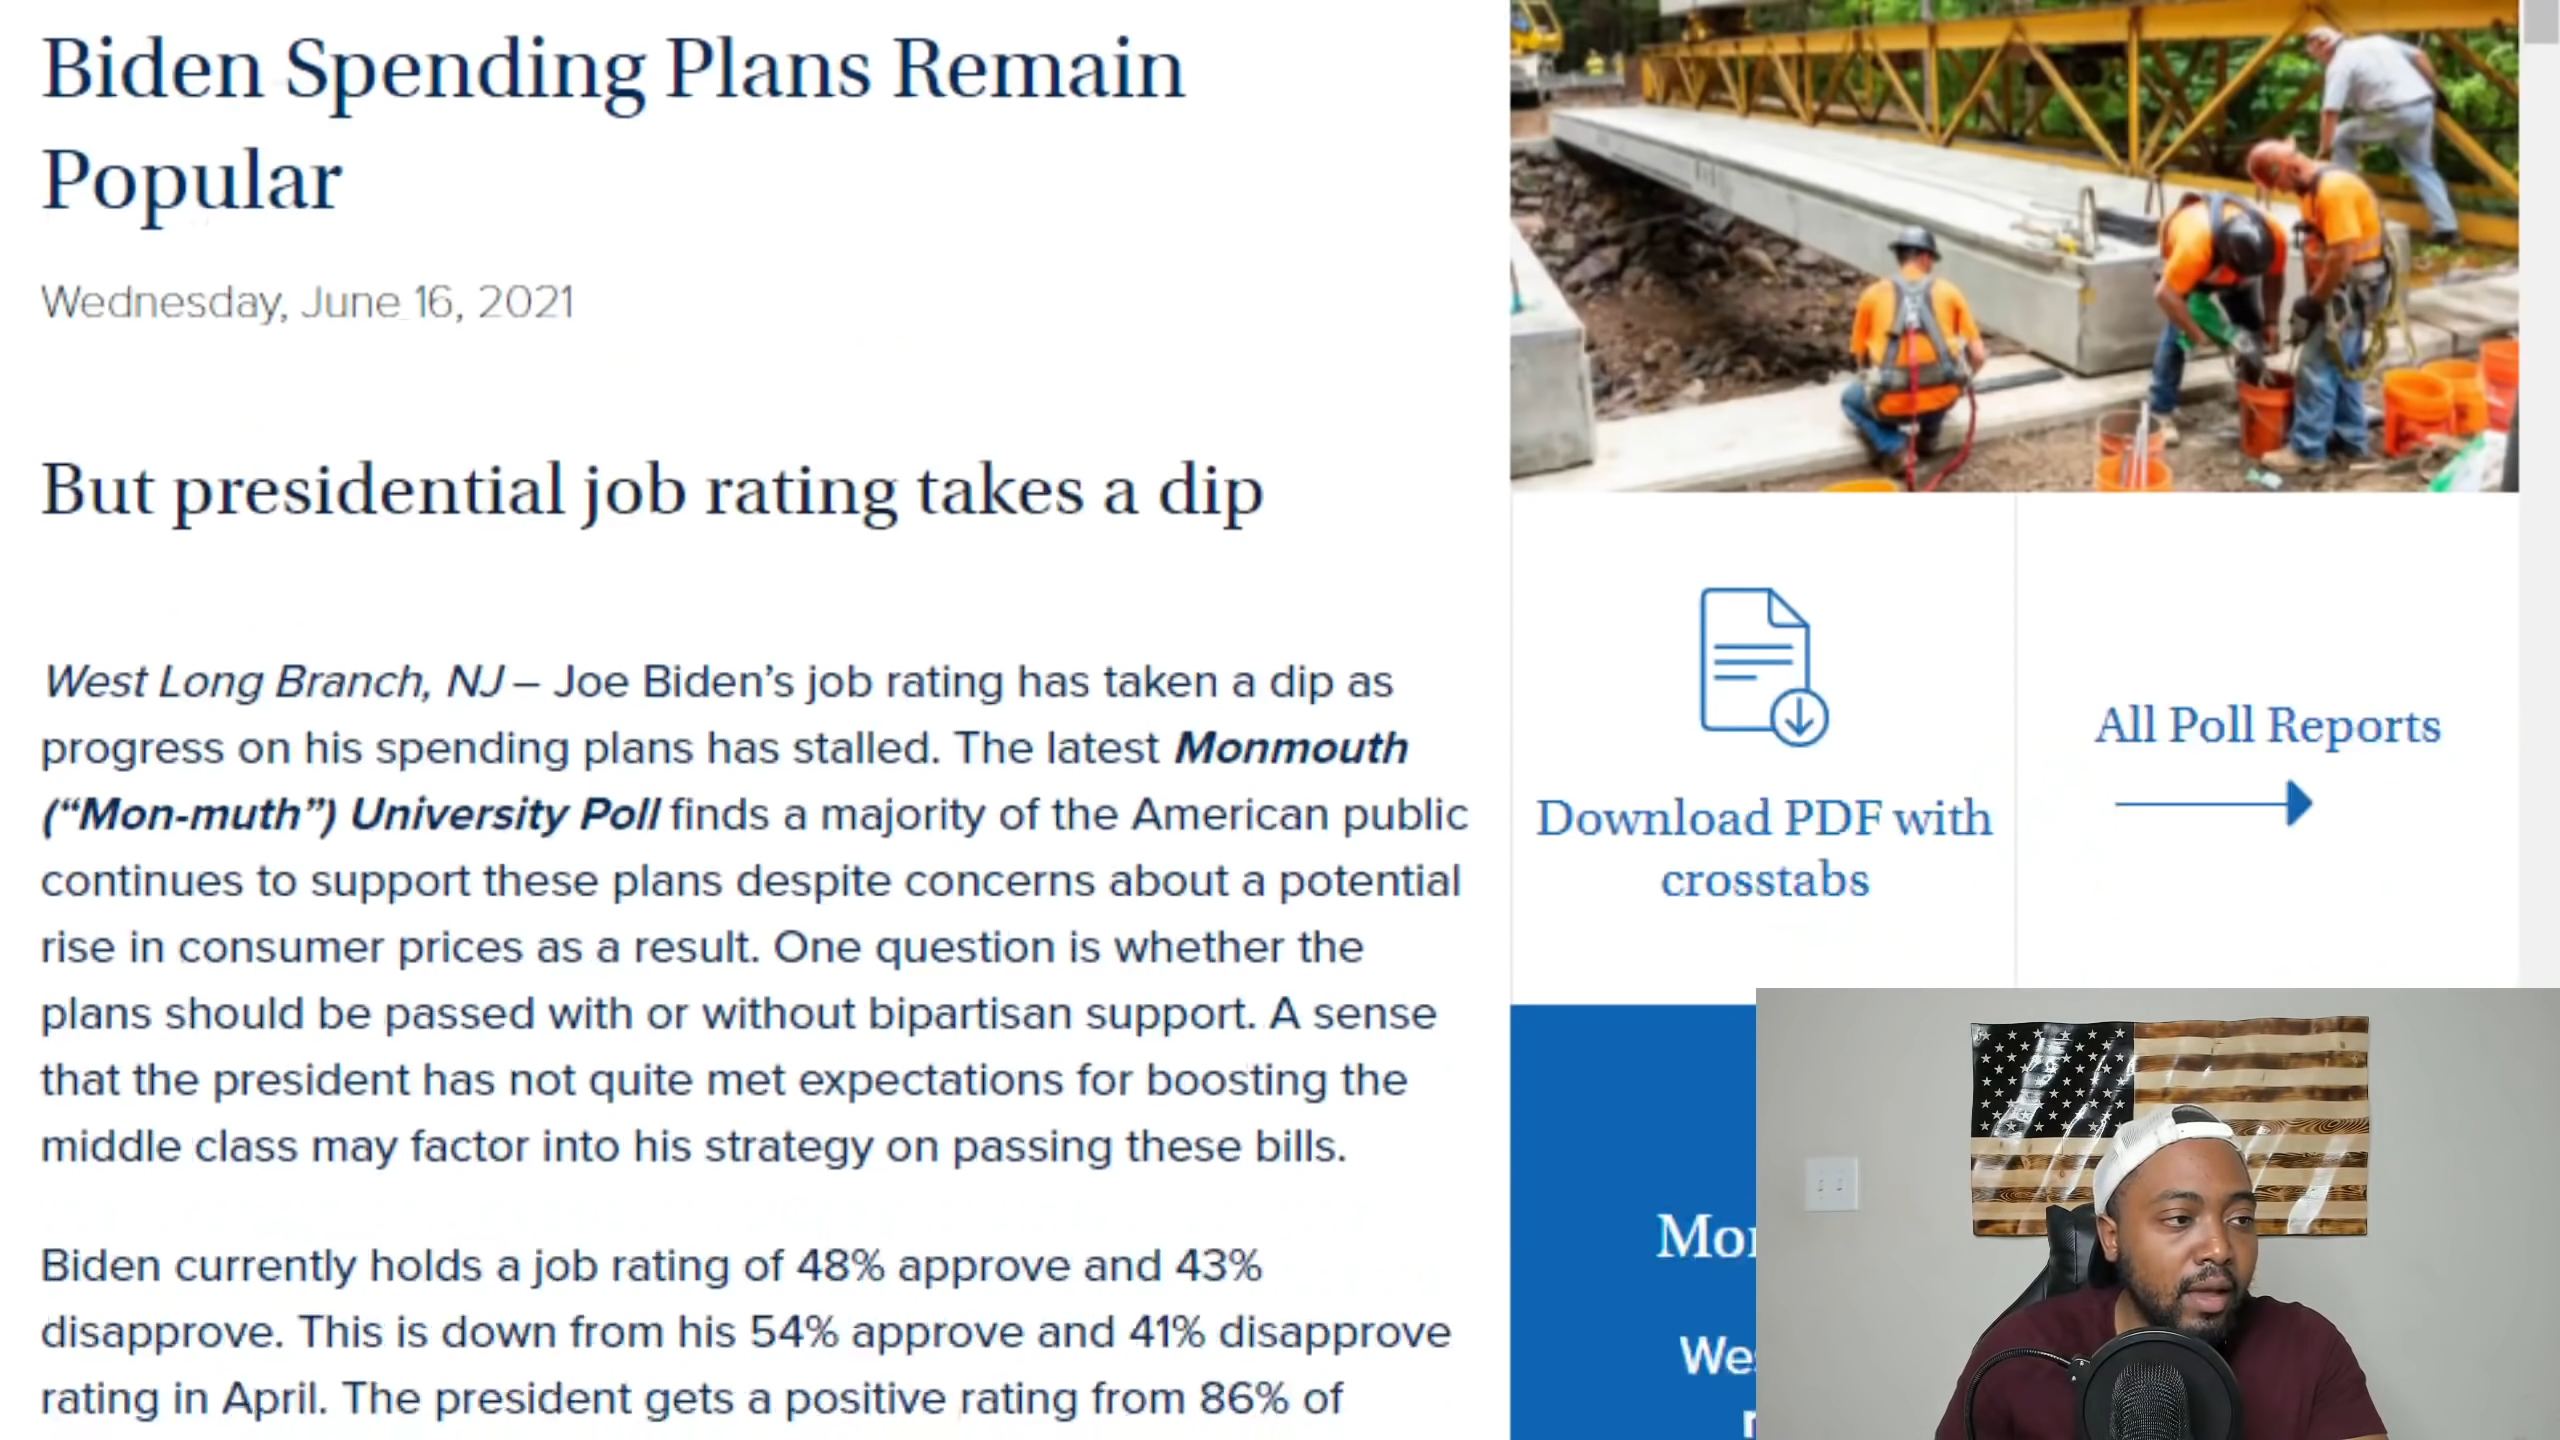 Biden Spending Plans Remain
Popular
Wednesday, June 16, 2021
But presidential job rating takes a dip
West Long Branch, NJ – Joe Biden’s job rating has taken a dip as
progress on his spending plans has stalled. The latest Monmouth
(“Mon-muth”) University Poll finds a majority of the American public
continues to support these plans despite concerns about a potential
rise in consumer prices as a result. One question is whether the
plans should be passed with or without bipartisan support. A sense
that the president has not quite met expectations for boosting the
middle class may factor into his strategy on passing these bills.
Biden currently holds a job rating of 48% approve and 43%
disapprove. This is down from his 54% approve and 41% disapprove
rating in April. The president gets a positive rating from 86% of
Download PDF with
crosstabs
All Poll Reports